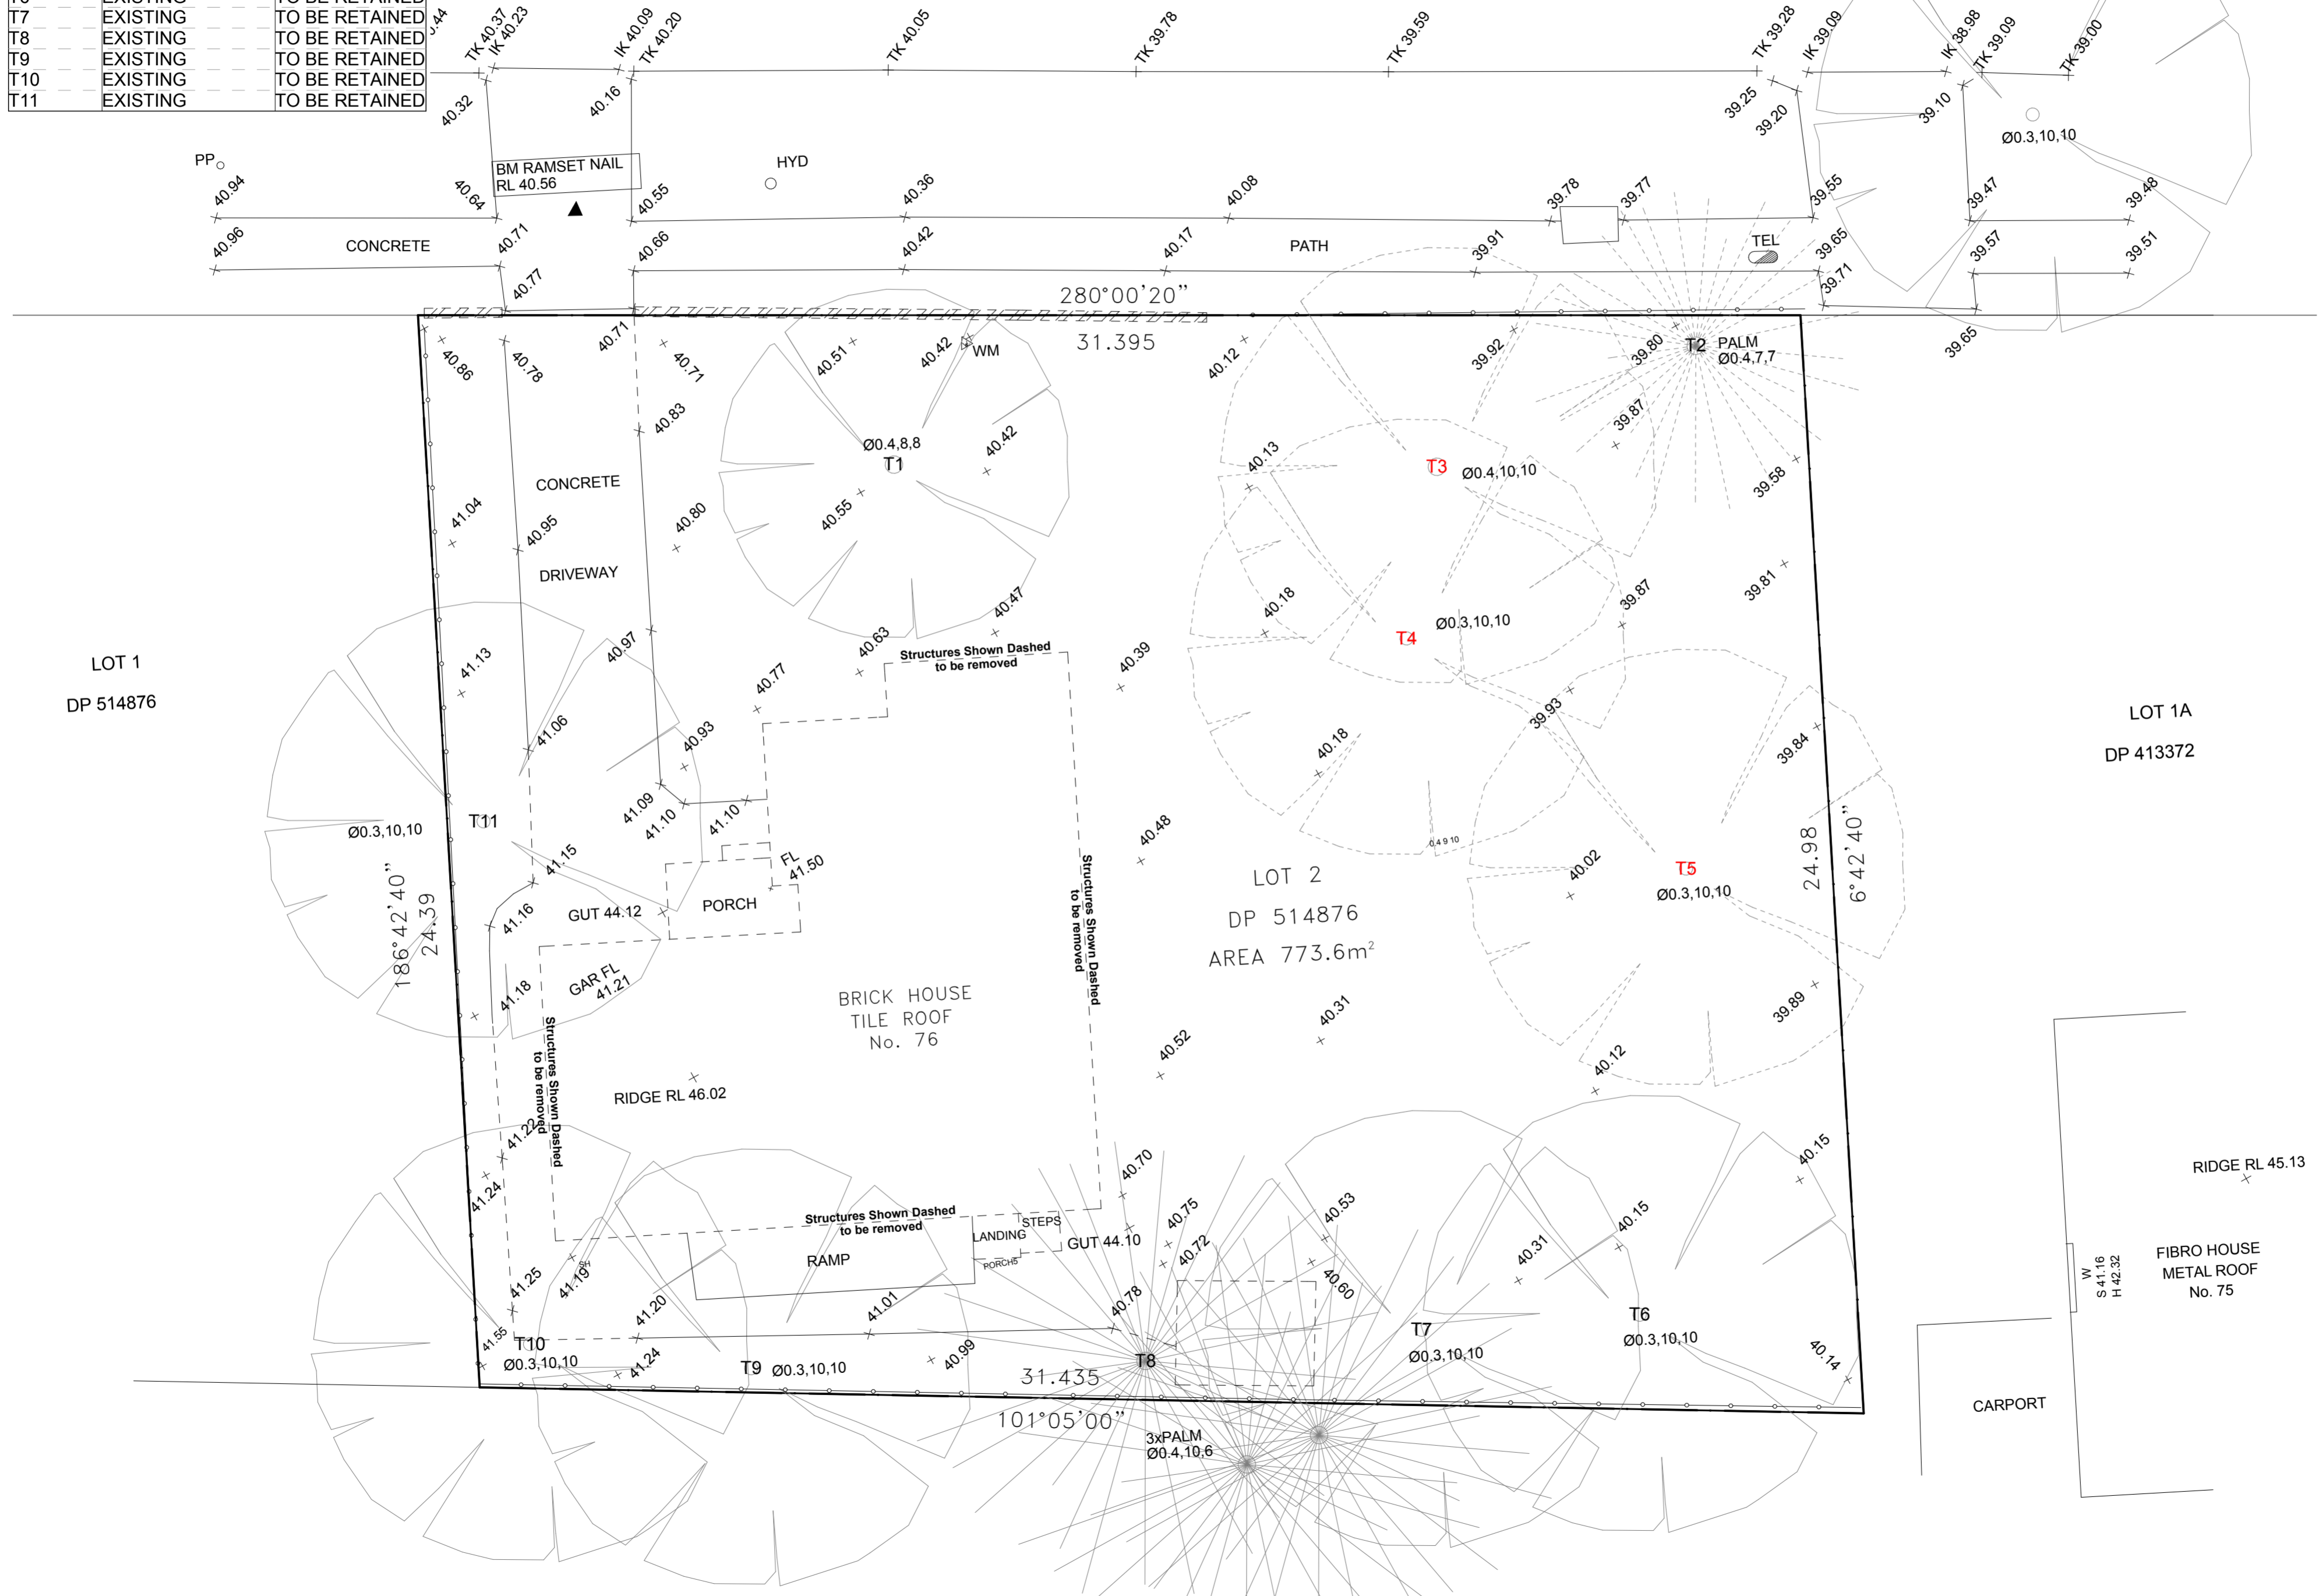 T7 EXISTING TO BE RETAINED
T8 EXISTING TO BE RETAINED
T9 EXISTING TO BE RETAINED
T10 EXISTING TO BE RETAINED
T11 EXISTING TO BE RETAINED
TK 40.37
IK 40.23
IK 40.09
TK 40.20
TK 40.05
TK 39.78
TK 39.59
TK 39.28
IK 39.09
IK 38.98
TK 39.09
TK 39.00
40.32
40.16
39.25
39.20
39.10
Ø0.3,10,10
PP
BM RAMSET NAIL
RL 40.56
HYD
40.94
40.64
40.55
40.36
40.08
39.78
39.77
39.55
39.47
39.48
40.96
CONCRETE
40.71
40.66
40.42
40.17
PATH
39.91
TEL
39.65
39.57
39.51
40.77
39.71
280°00'20"
31.395
40.86
40.78
40.71
40.71
40.51
40.42
WM
40.12
39.92
39.80
T2
PALM
Ø0.4,7,7
39.65
40.83
Ø0.4,8,8
T1
40.42
39.87
40.13
T3
Ø0.4,10,10
39.58
CONCRETE
40.55
41.04
40.95
40.80
DRIVEWAY
39.81
40.97
40.63
40.47
40.18
39.87
T4
Ø0.3,10,10
Structures Shown Dashed
to be removed
LOT 1
DP 514876
41.13
40.77
40.39
39.93
LOT 1A
DP 413372
41.06
40.93
40.18
39.84
41.09
41.10
41.10
T11
Ø0.3,10,10
40.48
0.4 9 10
24.98
6°42'40"
41.15
FL
41.50
LOT 2
DP 514876
AREA 773.6m²
40.02
T5
Ø0.3,10,10
186°42'40"
24.39
41.16
GUT 44.12
PORCH
Structures Shown Dashed
to be removed
GAR FL
41.21
41.18
BRICK HOUSE
TILE ROOF
No. 76
40.31
39.89
40.52
40.12
Structures Shown Dashed
to be removed
RIDGE RL 46.02
41.22
41.24
40.70
40.15
RIDGE RL 45.13
Structures Shown Dashed
to be removed
LANDING
STEPS
GUT 44.10
40.75
40.72
40.53
40.15
40.31
RAMP
PORCH5
SH
41.19
41.25
41.20
41.01
40.78
40.60
W
S 41.16
H 42.32
FIBRO HOUSE
METAL ROOF
No. 75
41.55
T10
Ø0.3,10,10
41.24
T9
Ø0.3,10,10
40.99
T8
T7
Ø0.3,10,10
T6
Ø0.3,10,10
40.14
31.435
101°05'00"
CARPORT
3xPALM
Ø0.4,10,6